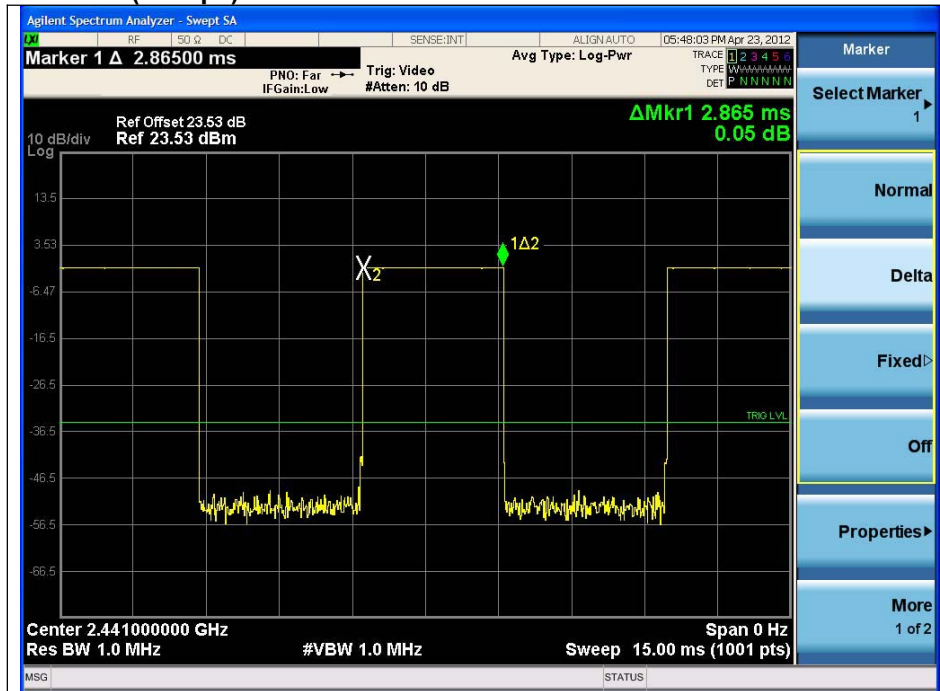 Agilent Spectrum Analyzer - Swept SA
LXI RF 50 Ω DC SENSE:INT ALIGN AUTO 05:48:03 PM Apr 23, 2012
Marker 1 Δ 2.86500 ms
PNO: Far
IFGain:Low
Trig: Video
#Atten: 10 dB
Avg Type: Log-Pwr
TRACE 1 2 3 4 5 6
TYPE WWWWWWW
DET P N N N N N
ΔMkr1 2.865 ms
0.05 dB
Ref Offset 23.53 dB
10 dB/div Ref 23.53 dBm
Log
13.5
3.53
-6.47
-16.5
-26.5
-36.5
-46.5
-56.5
-66.5
1Δ2
X2
TRIG LVL
Center 2.441000000 GHz Span 0 Hz
Res BW 1.0 MHz #VBW 1.0 MHz Sweep 15.00 ms (1001 pts)
MSG STATUS
Marker
Select Marker
1
Normal
Delta
Fixed
Off
Properties
More
1 of 2